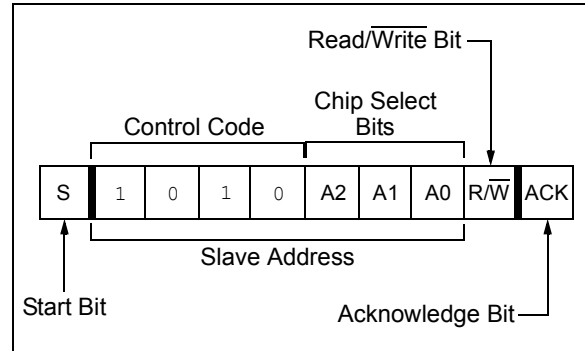 Read/Write Bit
Chip Select
Bits
Control Code
S 1 0 1 0 A2 A1 A0 R/W ACK
Slave Address
Start Bit
Acknowledge Bit